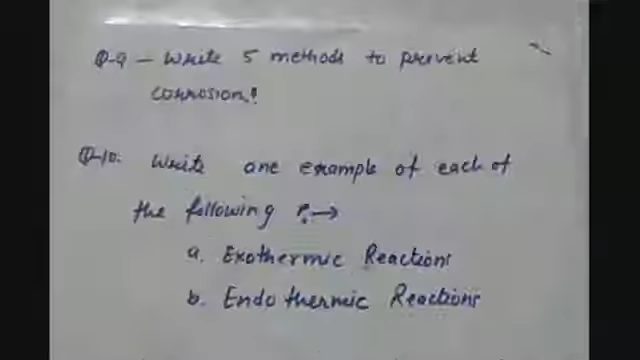 Q-9 - Write 5 methods to prevent
corrosion?
Q-10. Write one example of each of
the following ?→
a. Exothermic Reactions
b. Endothermic Reactions